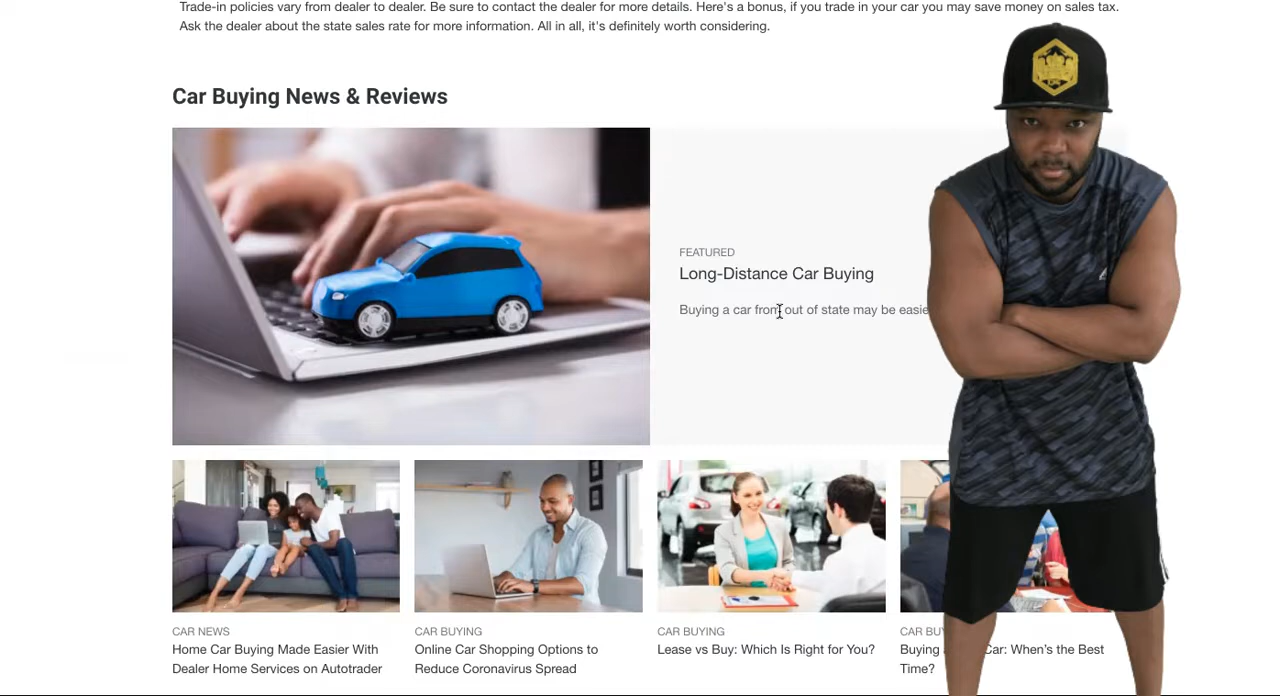 Trade-in policies vary from dealer to dealer. Be sure to contact the dealer for more details. Here's a bonus, if you trade in your car you may save money on sales tax.
Ask the dealer about the state sales rate for more information. All in all, it's definitely worth considering.
Car Buying News & Reviews
FEATURED
Long-Distance Car Buying
Buying a car from out of state may be
CAR NEWS
Home Car Buying Made Easier With
Dealer Home Services on Autotrader
CAR BUYING
Online Car Shopping Options to
Reduce Coronavirus Spread
CAR BUYING
Lease vs Buy: Which Is Right for You?
CAR
Buying Car: When's the Best
Time?